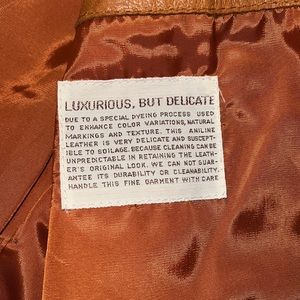 LUXURIOUS, BUT DELICATE
DUE TO A SPECIAL DYEING PROCESS USED
TO ENHANCE COLOR VARIATIONS, NATURAL
MARKINGS AND TEXTURE. THIS ANILINE
LEATHER IS VERY DELICATE AND SUSCEPT-
IBLE TO SOILAGE. BECAUSE CLEANING CAN BE
UNPREDICTABLE IN RETAINING THE LEATH-
ER'S ORIGINAL LOOK. WE CAN NOT GUAR-
ANTEE ITS DURABILITY OR CLEANABILITY.
HANDLE THIS FINE GARMENT WITH CARE